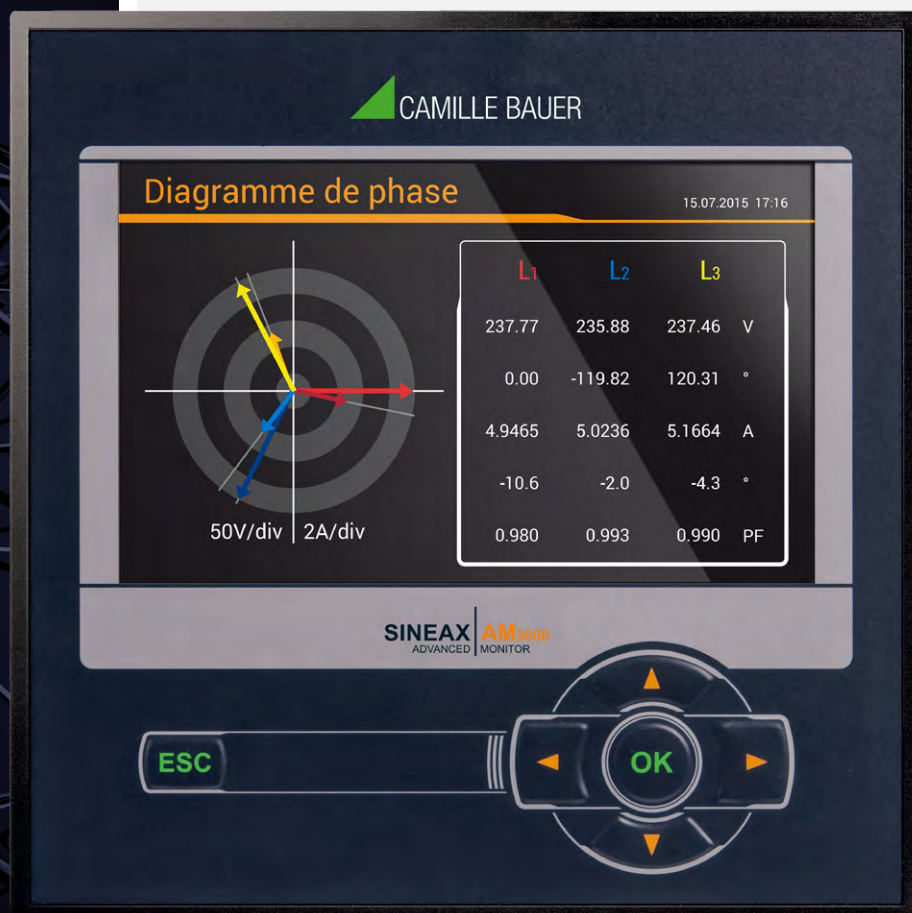 CAMILLE BAUER
Diagramme de phase
15.07.2015 17:16
L1 L2 L3
237.77 235.88 237.46 V
0.00 -119.82 120.31 °
4.9465 5.0236 5.1664 A
-10.6 -2.0 -4.3 °
0.980 0.993 0.990 PF
50V/div 2A/div
SINEAX AM3000
ADVANCED MONITOR
ESC
OK